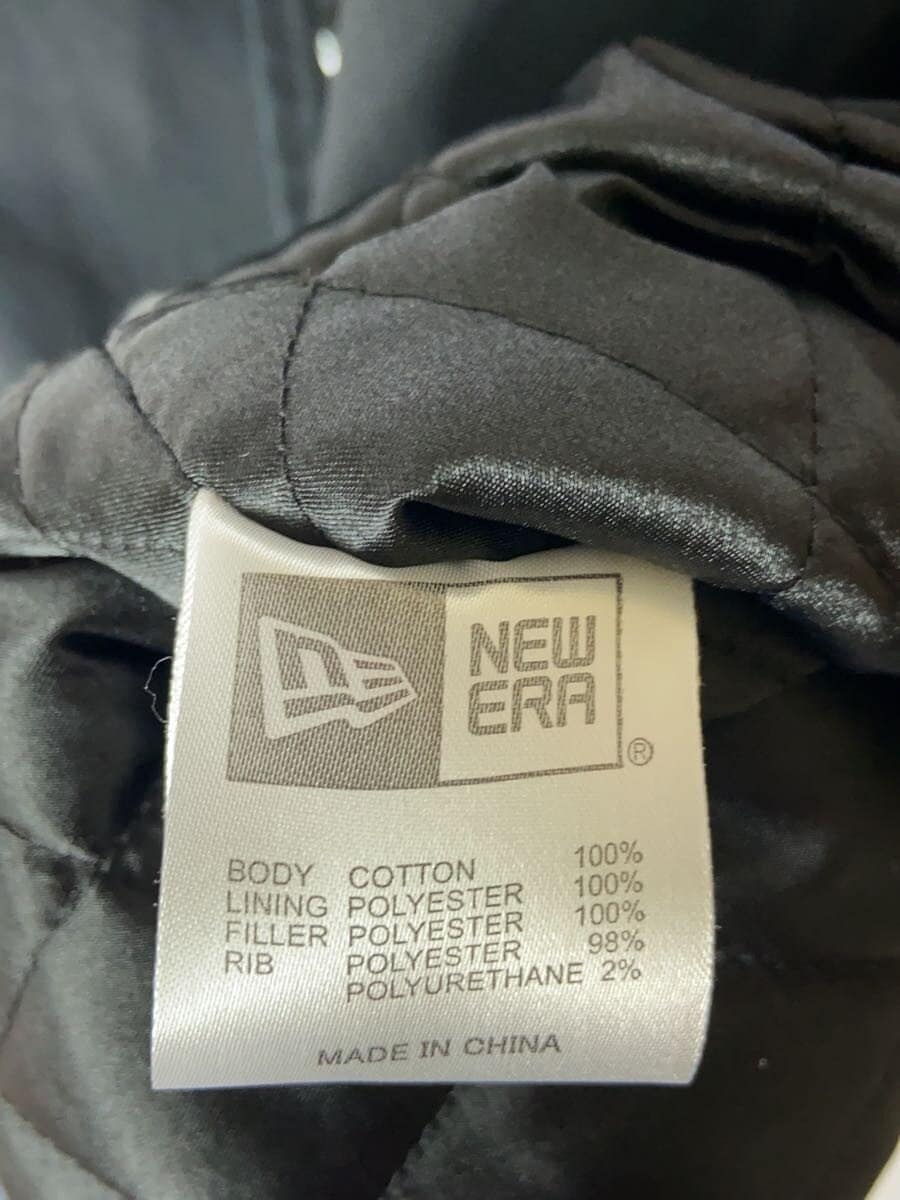 NEW
ERA
®
BODY COTTON 100%
LINING POLYESTER 100%
FILLER POLYESTER 100%
RIB POLYESTER 98%
POLYURETHANE 2%
MADE IN CHINA